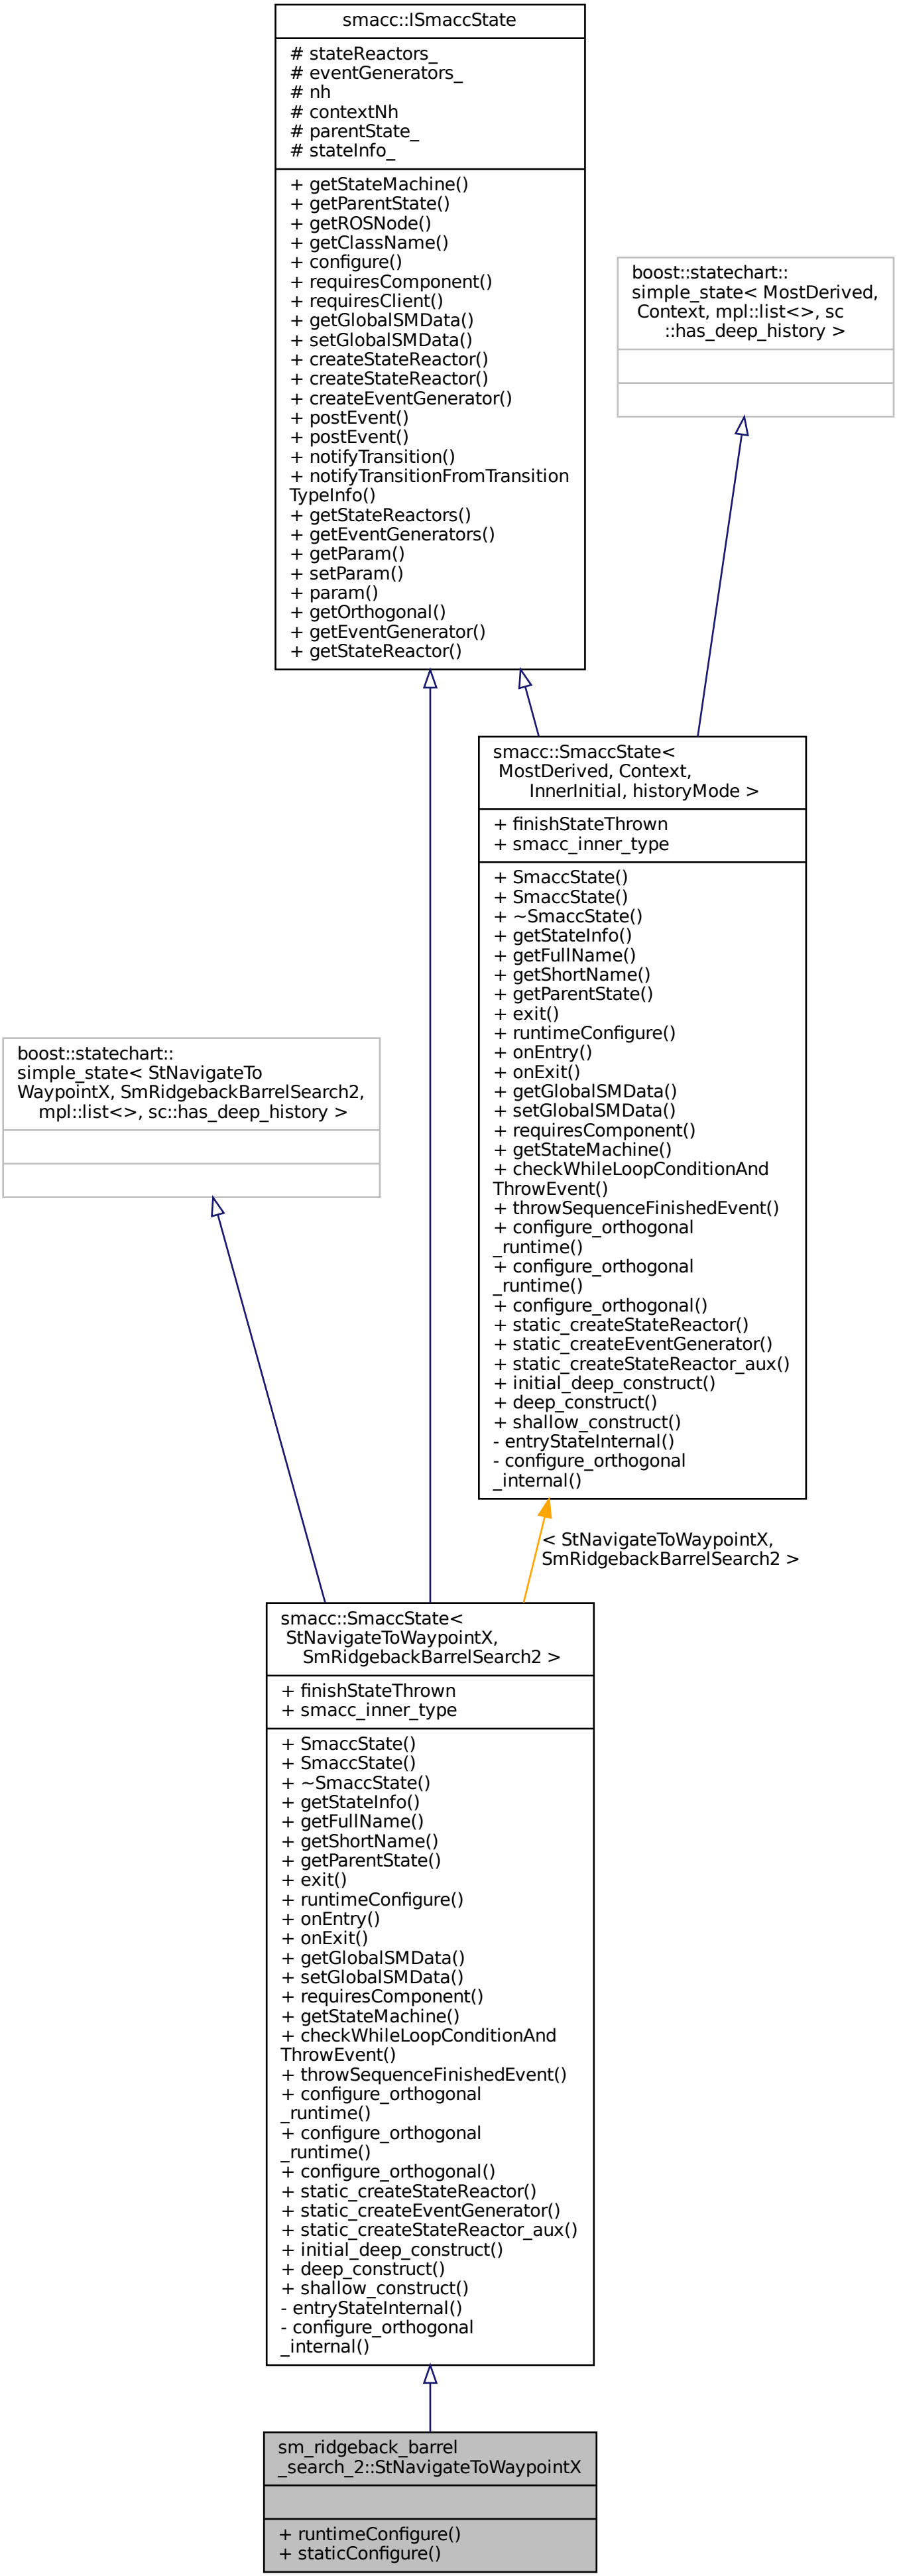 smacc::ISmaccState
# stateReactors_
# eventGenerators_
# nh
# contextNh
# parentState_
# stateInfo_
+ getStateMachine()
+ getParentState()
+ getROSNode()
+ getClassName()
+ configure()
+ requiresComponent()
+ requiresClient()
+ getGlobalSMData()
+ setGlobalSMData()
+ createStateReactor()
+ createStateReactor()
+ createEventGenerator()
+ postEvent()
+ postEvent()
+ notifyTransition()
+ notifyTransitionFromTransition
TypeInfo()
+ getStateReactors()
+ getEventGenerators()
+ getParam()
+ setParam()
+ param()
+ getOrthogonal()
+ getEventGenerator()
+ getStateReactor()
boost::statechart::
simple_state< MostDerived,
Context, mpl::list<>, sc
::has_deep_history >
smacc::SmaccState<
MostDerived, Context,
InnerInitial, historyMode >
+ finishStateThrown
+ smacc_inner_type
+ SmaccState()
+ SmaccState()
+ ~SmaccState()
+ getStateInfo()
+ getFullName()
+ getShortName()
+ getParentState()
+ exit()
+ runtimeConfigure()
+ onEntry()
+ onExit()
+ getGlobalSMData()
+ setGlobalSMData()
+ requiresComponent()
+ getStateMachine()
+ checkWhileLoopConditionAnd
ThrowEvent()
+ throwSequenceFinishedEvent()
+ configure_orthogonal
_runtime()
+ configure_orthogonal
_runtime()
+ configure_orthogonal()
+ static_createStateReactor()
+ static_createEventGenerator()
+ static_createStateReactor_aux()
+ initial_deep_construct()
+ deep_construct()
+ shallow_construct()
- entryStateInternal()
- configure_orthogonal
_internal()
boost::statechart::
simple_state< StNavigateTo
WaypointX, SmRidgebackBarrelSearch2,
mpl::list<>, sc::has_deep_history >
< StNavigateToWaypointX,
SmRidgebackBarrelSearch2 >
smacc::SmaccState<
StNavigateToWaypointX,
SmRidgebackBarrelSearch2 >
+ finishStateThrown
+ smacc_inner_type
+ SmaccState()
+ SmaccState()
+ ~SmaccState()
+ getStateInfo()
+ getFullName()
+ getShortName()
+ getParentState()
+ exit()
+ runtimeConfigure()
+ onEntry()
+ onExit()
+ getGlobalSMData()
+ setGlobalSMData()
+ requiresComponent()
+ getStateMachine()
+ checkWhileLoopConditionAnd
ThrowEvent()
+ throwSequenceFinishedEvent()
+ configure_orthogonal
_runtime()
+ configure_orthogonal
_runtime()
+ configure_orthogonal()
+ static_createStateReactor()
+ static_createEventGenerator()
+ static_createStateReactor_aux()
+ initial_deep_construct()
+ deep_construct()
+ shallow_construct()
- entryStateInternal()
- configure_orthogonal
_internal()
sm_ridgeback_barrel
_search_2::StNavigateToWaypointX
+ runtimeConfigure()
+ staticConfigure()